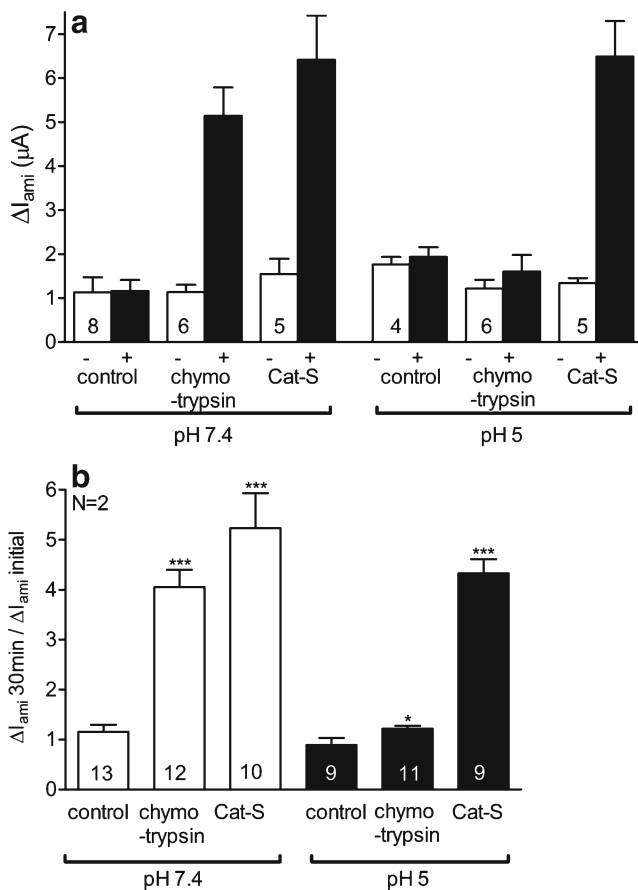 a
ΔIami (µA)
7
6
5
4
3
2
1
0
8 6 5 4 6 5
- + - + - + - + - + - +
control chymo-trypsin Cat-S control chymo-trypsin Cat-S
pH 7.4 pH 5
b
N=2
ΔIami 30min / ΔIami initial
6
5
4
3
2
1
0
*** *** * ***
13 12 10 9 11 9
control chymo-trypsin Cat-S control chymo-trypsin Cat-S
pH 7.4 pH 5